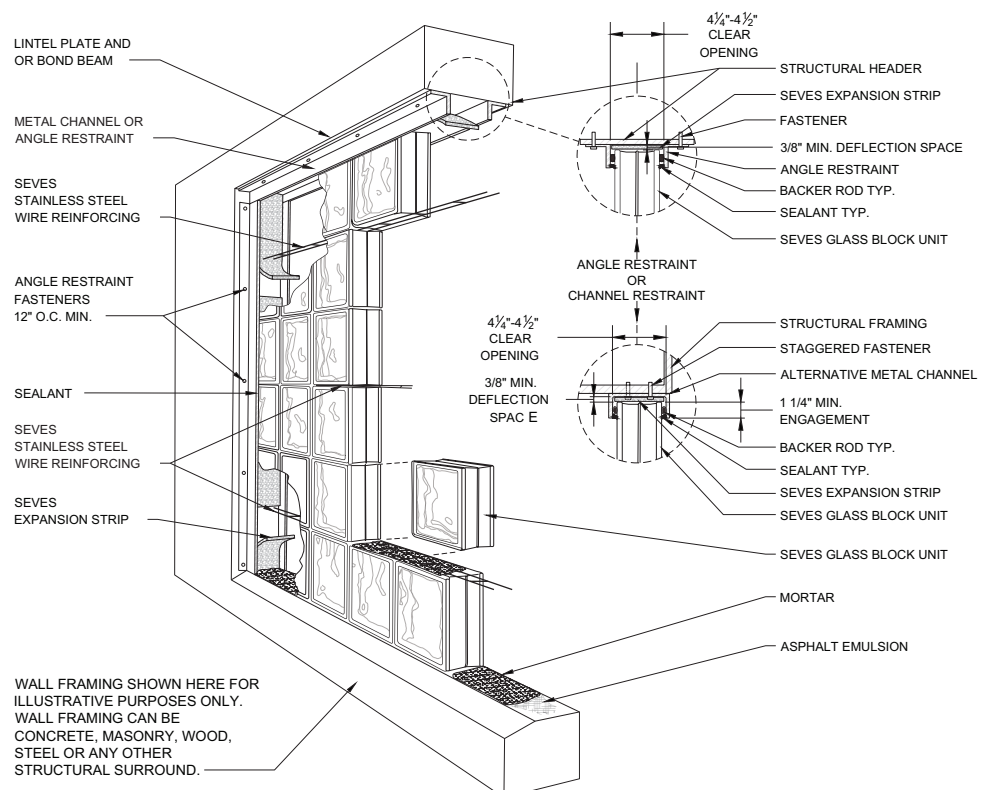 LINTEL PLATE AND
OR BOND BEAM
METAL CHANNEL OR
ANGLE RESTRAINT
SEVES
STAINLESS STEEL
WIRE REINFORCING
ANGLE RESTRAINT
FASTENERS
12" O.C. MIN.
SEALANT
SEVES
STAINLESS STEEL
WIRE REINFORCING
SEVES
EXPANSION STRIP
WALL FRAMING SHOWN HERE FOR
ILLUSTRATIVE PURPOSES ONLY.
WALL FRAMING CAN BE
CONCRETE, MASONRY, WOOD,
STEEL OR ANY OTHER
STRUCTURAL SURROUND.
4¼"-4½"
CLEAR
OPENING
STRUCTURAL HEADER
SEVES EXPANSION STRIP
FASTENER
3/8" MIN. DEFLECTION SPACE
ANGLE RESTRAINT
BACKER ROD TYP.
SEALANT TYP.
SEVES GLASS BLOCK UNIT
ANGLE RESTRAINT
OR
CHANNEL RESTRAINT
4¼"-4½"
CLEAR
OPENING
3/8" MIN.
DEFLECTION
SPAC E
STRUCTURAL FRAMING
STAGGERED FASTENER
ALTERNATIVE METAL CHANNEL
1 1/4" MIN.
ENGAGEMENT
BACKER ROD TYP.
SEALANT TYP.
SEVES EXPANSION STRIP
SEVES GLASS BLOCK UNIT
SEVES GLASS BLOCK UNIT
MORTAR
ASPHALT EMULSION